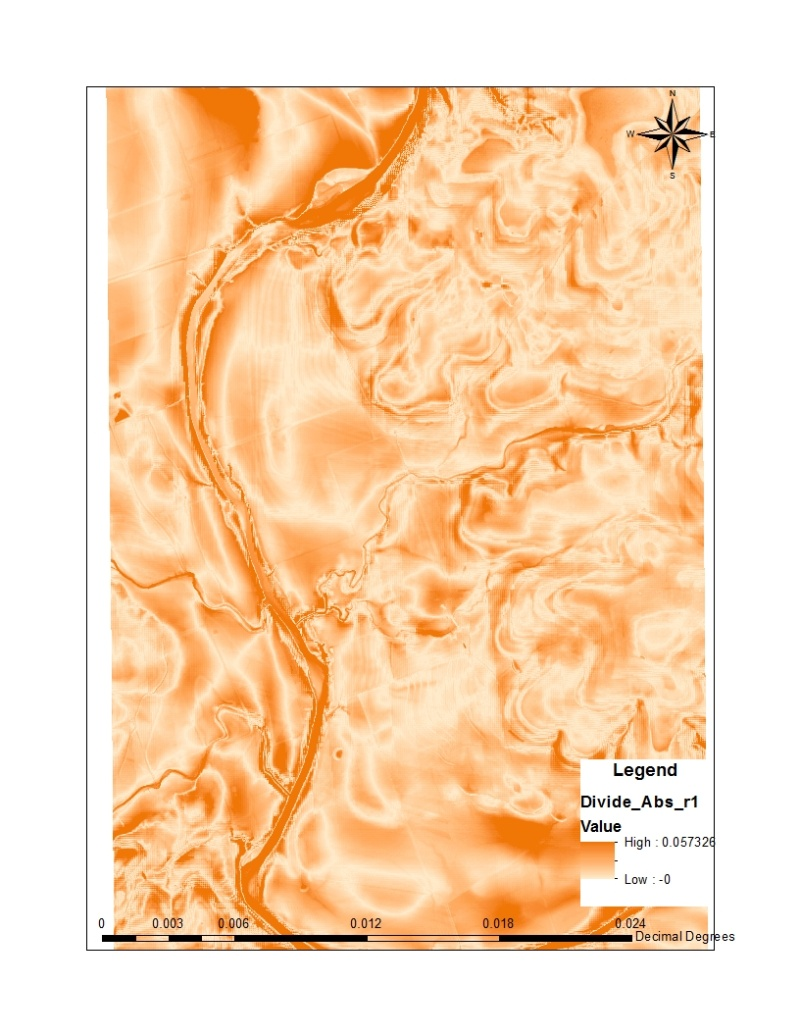 N
W E
S
Legend
Divide_Abs_r1
Value
High : 0.057326
Low : -0
0 0.003 0.006 0.012 0.018 0.024
Decimal Degrees